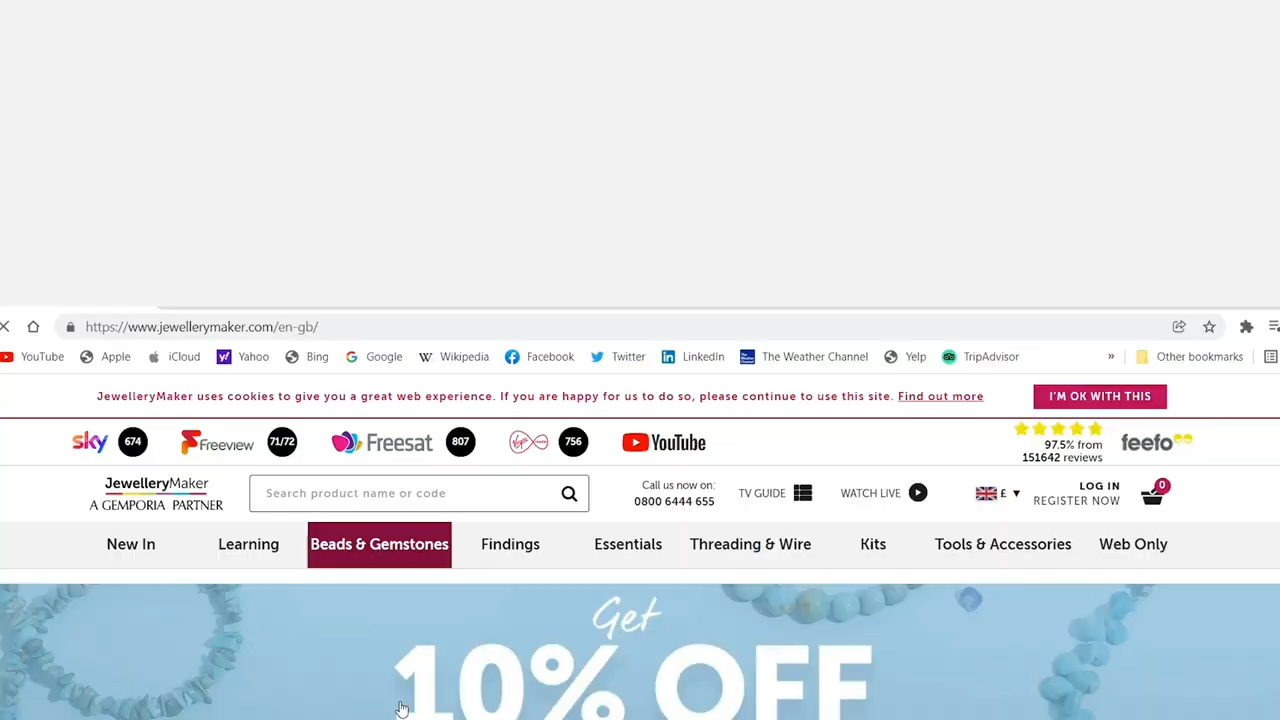 https://www.jewellerymaker.com/en-gb/
YouTube Apple iCloud Yahoo Bing Google Wikipedia Facebook Twitter LinkedIn The Weather Channel Yelp TripAdvisor » Other bookmarks
JewelleryMaker uses cookies to give you a great web experience. If you are happy for us to do so, please continue to use this site. Find out more I'M OK WITH THIS
sky 674 Freeview 71/72 Freesat 807 Virgin media 756 YouTube 97.5% from feefo
151642 reviews
JewelleryMaker
A GEMPORIA PARTNER
Search product name or code
Call us now on:
0800 6444 655
TV GUIDE WATCH LIVE £ ▼
LOG IN
REGISTER NOW
0
New In Learning Beads & Gemstones Findings Essentials Threading & Wire Kits Tools & Accessories Web Only
Get
10% OFF